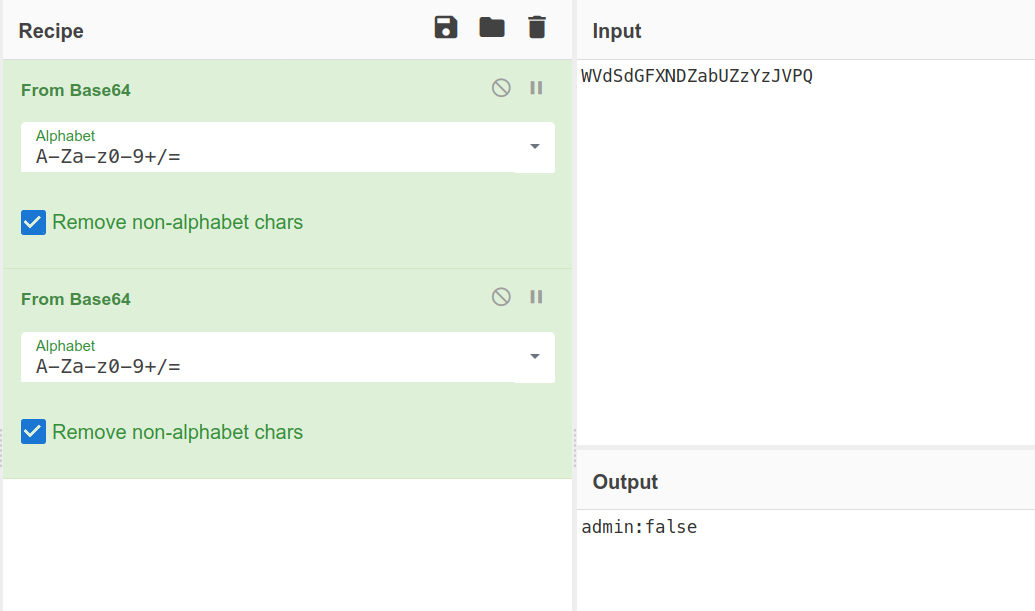 Recipe
From Base64
Alphabet
A-Za-z0-9+/=
Remove non-alphabet chars
From Base64
Alphabet
A-Za-z0-9+/=
Remove non-alphabet chars
Input
WVdSdGFXNDZabUZzYzJVPQ
Output
admin:false